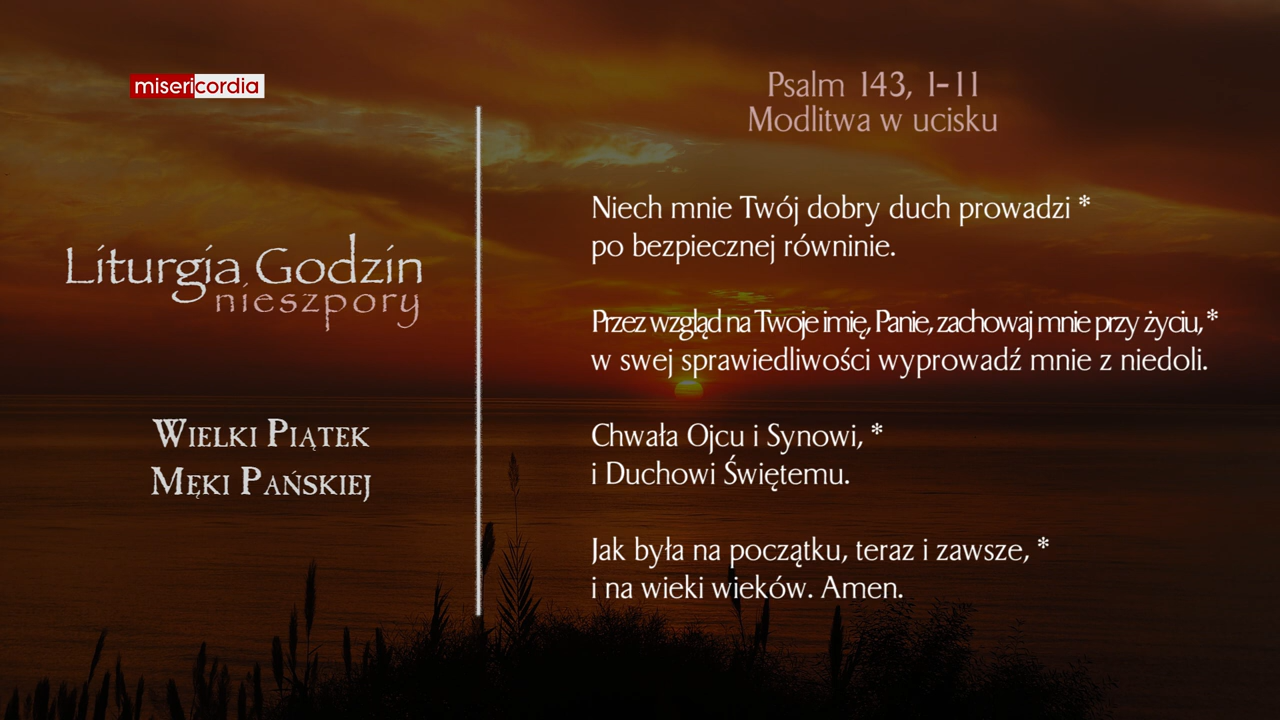 misericordia
Liturgia Godzin
nieszpory
Wielki Piątek
Męki Pańskiej
Psalm 143, 1-11
Modlitwa w ucisku
Niech mnie Twój dobry duch prowadzi *
po bezpiecznej równinie.
Przez wzgląd na Twoje imię, Panie, zachowaj mnie przy życiu, *
w swej sprawiedliwości wyprowadź mnie z niedoli.
Chwała Ojcu i Synowi, *
i Duchowi Świętemu.
Jak była na początku, teraz i zawsze, *
i na wieki wieków. Amen.